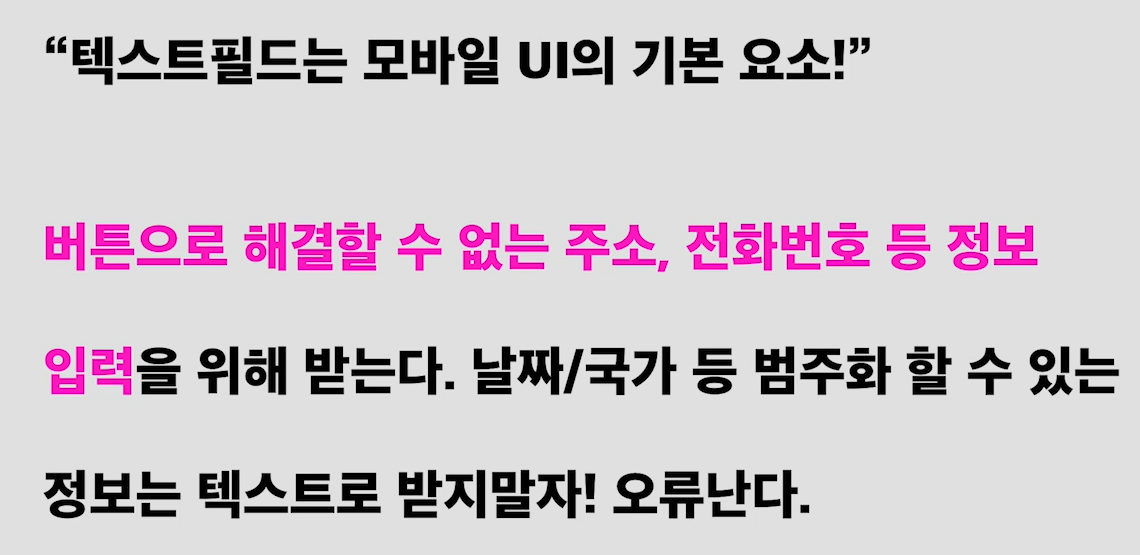 “텍스트필드는 모바일 UI의 기본 요소!”
버튼으로 해결할 수 없는 주소, 전화번호 등 정보
입력을 위해 받는다. 날짜/국가 등 범주화 할 수 있는
정보는 텍스트로 받지말자! 오류난다.